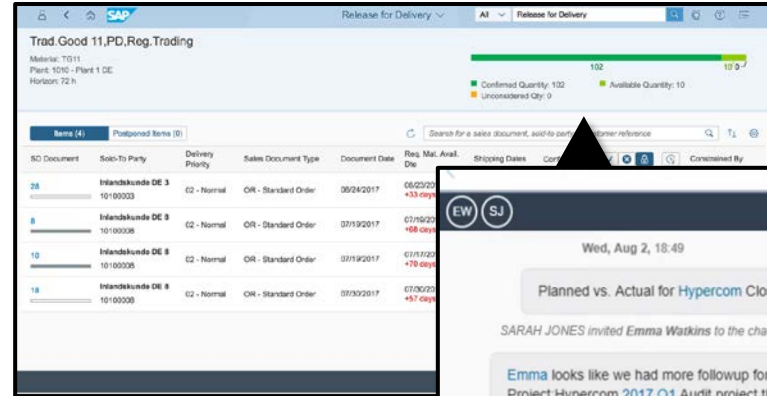 SAP
Release for Delivery
All
Release for Delivery
Trad.Good 11,PD,Reg.Trading
Material: TG11
Plant: 1010 - Plant 1 DE
Horizon: 72 h
102
Confirmed Quantity: 102
Available Quantity: 10
Unconsidered Qty: 0
Items (4)
Postponed Items (0)
Search for a sales document, sold-to party customer reference
SD Document Sold-To Party Delivery Priority Sales Document Type Document Date Req. Mat. Avail. Dte Shipping Dates Constrained By
28 Inlandskunde DE 3 10100003 02 - Normal OR - Standard Order 08/24/2017 +33 days
8 02 - Normal OR - Standard Order 07/19/2017 +68 days
10 Inlandskunde DE 8 02 - Normal OR - Standard Order 07/19/2017 +70 days
18 Inlandskunde DE 8 02 - Normal OR - Standard Order 07/30/2017 +57 days
EW SJ
Wed, Aug 2, 18:49
Planned vs. Actual for Hypercom Clo
SARAH JONES invited Emma Watkins to the cha
Emma looks like we had more followup for
Project:Hypercom 2017 Q1 Audit project th